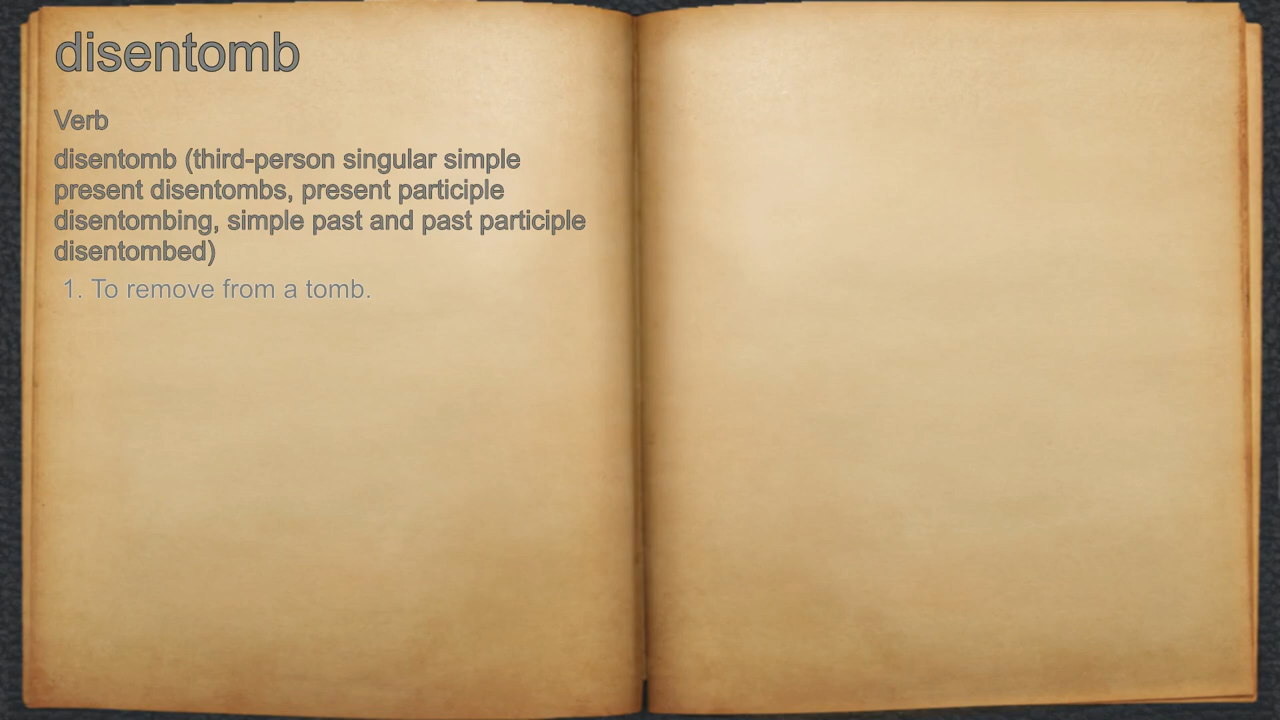 disentomb
Verb
disentomb (third-person singular simple
present disentombs, present participle
disentombing, simple past and past participle
disentombed)
1. To remove from a tomb.